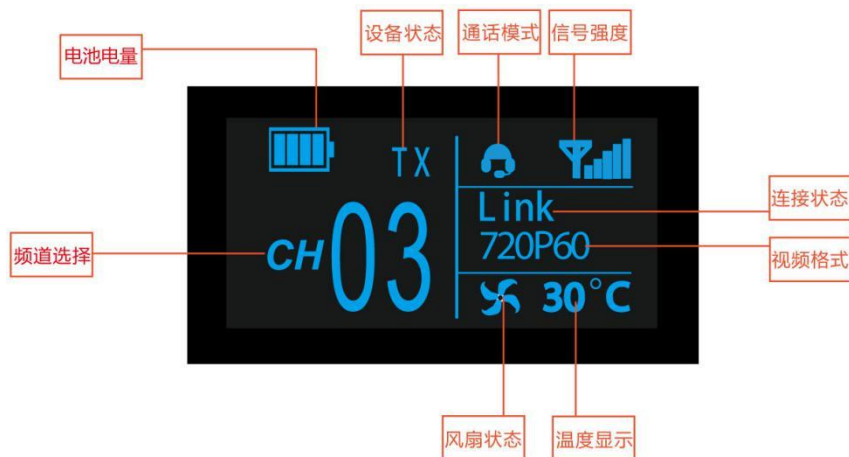 设备状态
通话模式
信号强度
电池电量
TX
Link
连接状态
频道选择
CH 03
720P60
视频格式
30°C
风扇状态
温度显示